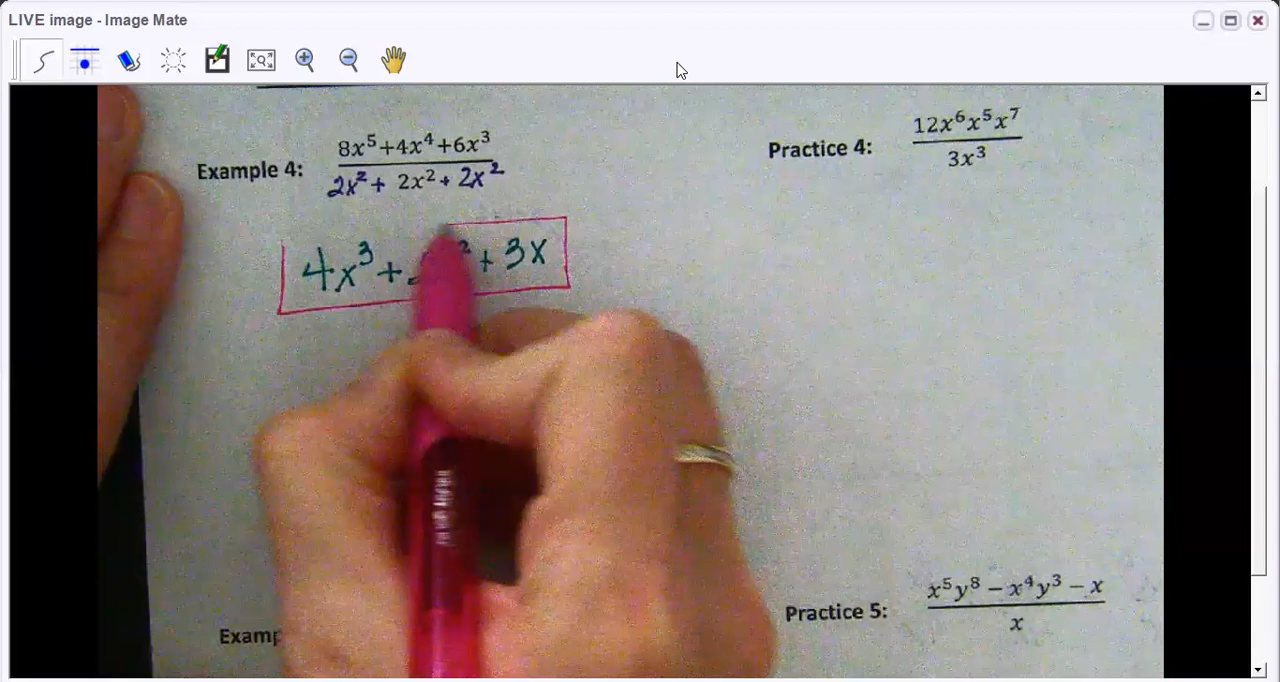 LIVE image - Image Mate
Example 4: 8x⁵+4x⁴+6x³
2x²+ 2x²+ 2x²
4x³+ ² + 3x
Practice 4: 12x⁶x⁵x⁷
3x³
Practice 5: x⁵y⁸ − x⁴y³ − x
x